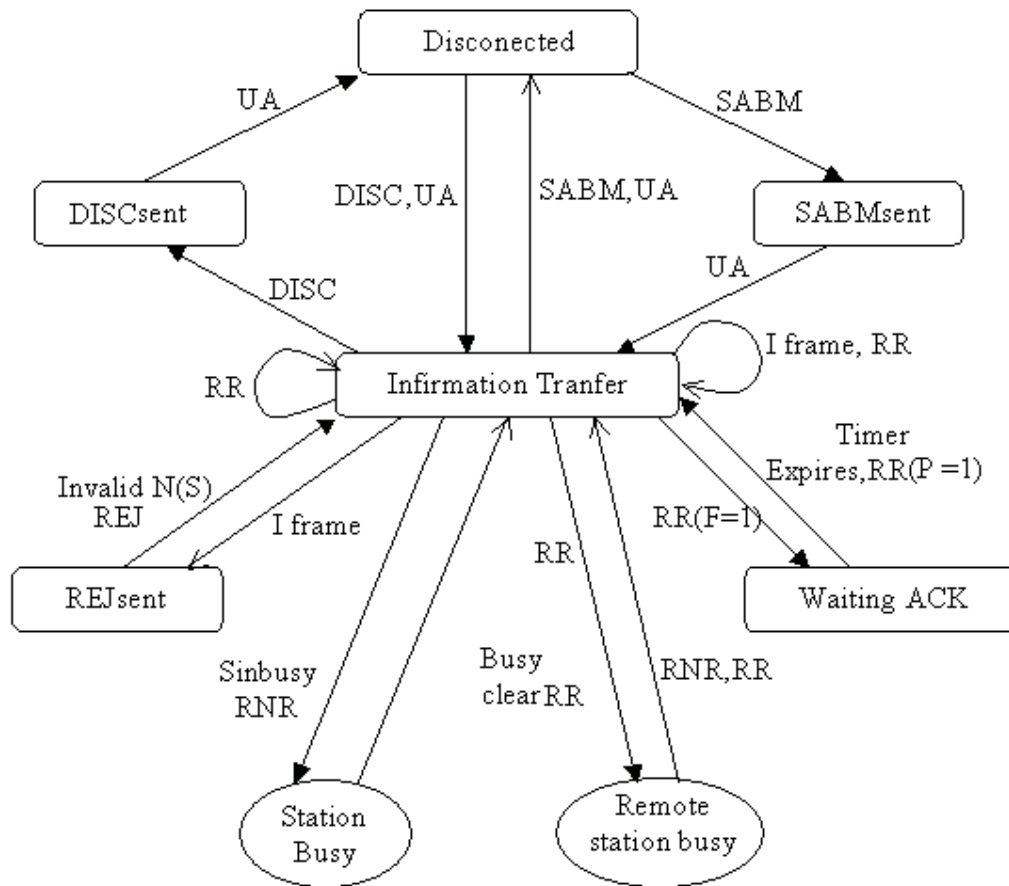 Disconected
UA
SABM
DISCsent
DISC,UA
SABM,UA
SABMsent
DISC
UA
RR
Infirmation Tranfer
I frame, RR
Timer
Expires,RR(P =1)
Invalid N(S)
REJ
I frame
RR
RR(F=1)
REJsent
Waiting ACK
Sinbusy
RNR
Busy
clear RR
RNR,RR
Station
Busy
Remote
station busy